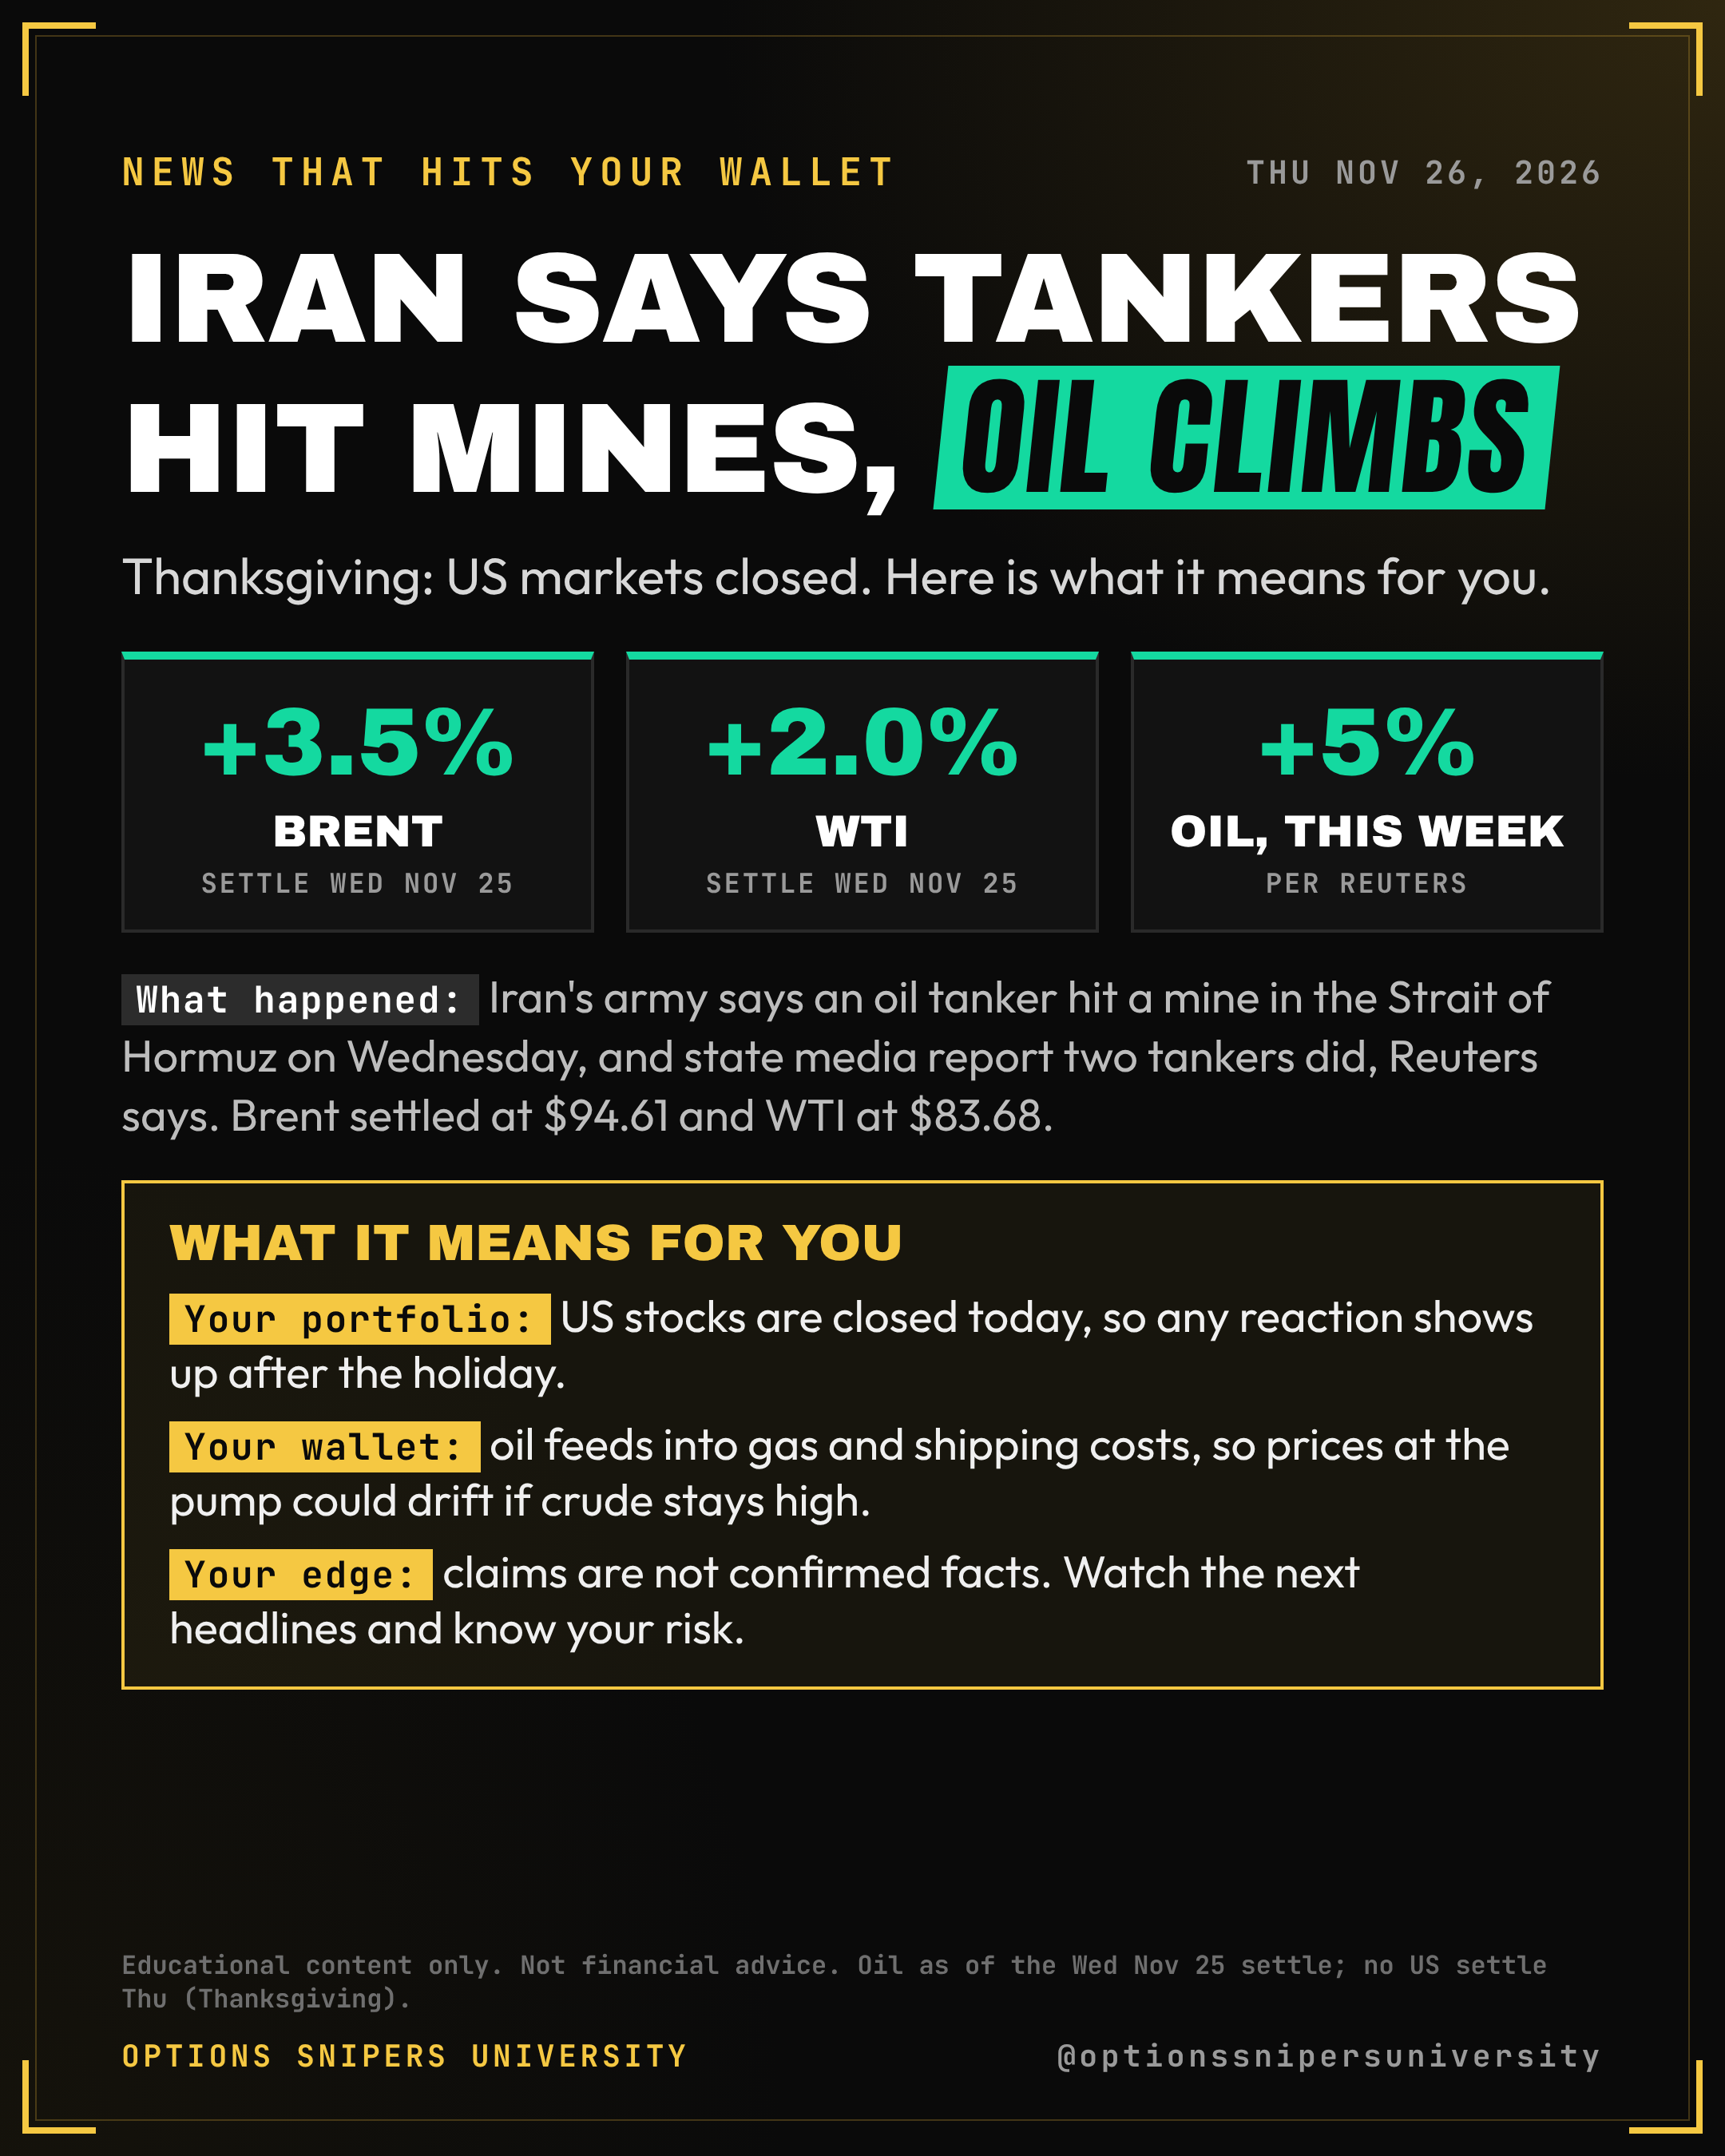 NEWS THAT HITS YOUR WALLET
THU NOV 26, 2026
IRAN SAYS TANKERS
HIT MINES, OIL CLIMBS
Thanksgiving: US markets closed. Here is what it means for you.
+3.5%
BRENT
SETTLE WED NOV 25
+2.0%
WTI
SETTLE WED NOV 25
+5%
OIL, THIS WEEK
PER REUTERS
What happened: Iran's army says an oil tanker hit a mine in the Strait of
Hormuz on Wednesday, and state media report two tankers did, Reuters
says. Brent settled at $94.61 and WTI at $83.68.
WHAT IT MEANS FOR YOU
Your portfolio: US stocks are closed today, so any reaction shows
up after the holiday.
Your wallet: oil feeds into gas and shipping costs, so prices at the
pump could drift if crude stays high.
Your edge: claims are not confirmed facts. Watch the next
headlines and know your risk.
Educational content only. Not financial advice. Oil as of the Wed Nov 25 settle; no US settle
Thu (Thanksgiving).
OPTIONS SNIPERS UNIVERSITY
@optionssnipersuniversity